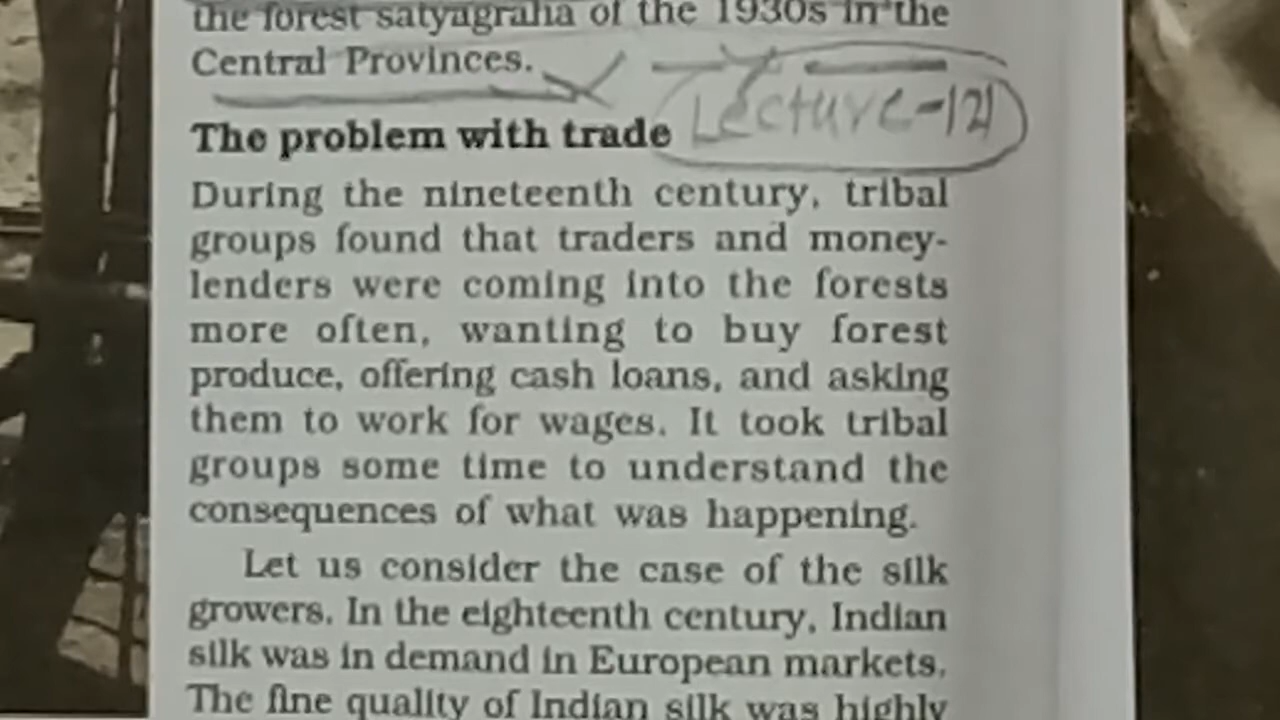 the forest satyagraha of the 1930s in the
Central Provinces.
Lecture-121
The problem with trade
During the nineteenth century, tribal
groups found that traders and money-
lenders were coming into the forests
more often, wanting to buy forest
produce, offering cash loans, and asking
them to work for wages. It took tribal
groups some time to understand the
consequences of what was happening.
Let us consider the case of the silk
growers. In the eighteenth century, Indian
silk was in demand in European markets.
The fine quality of Indian silk was highly